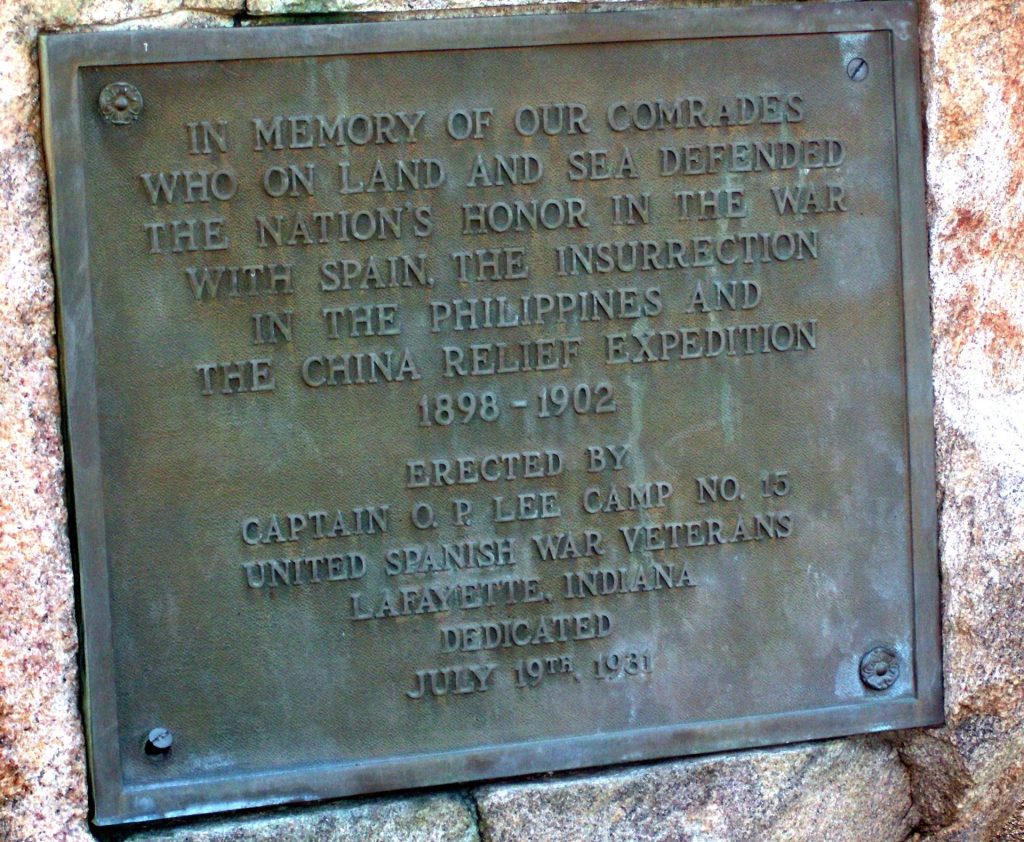 IN MEMORY OF OUR COMRADES
WHO ON LAND AND SEA DEFENDED
THE NATION'S HONOR IN THE WAR
WITH SPAIN, THE INSURRECTION
IN THE PHILIPPINES AND
THE CHINA RELIEF EXPEDITION
1898 - 1902
ERECTED BY
CAPTAIN O. P. LEE CAMP NO. 15
UNITED SPANISH WAR VETERANS
LAFAYETTE, INDIANA
DEDICATED
JULY 19TH, 1931